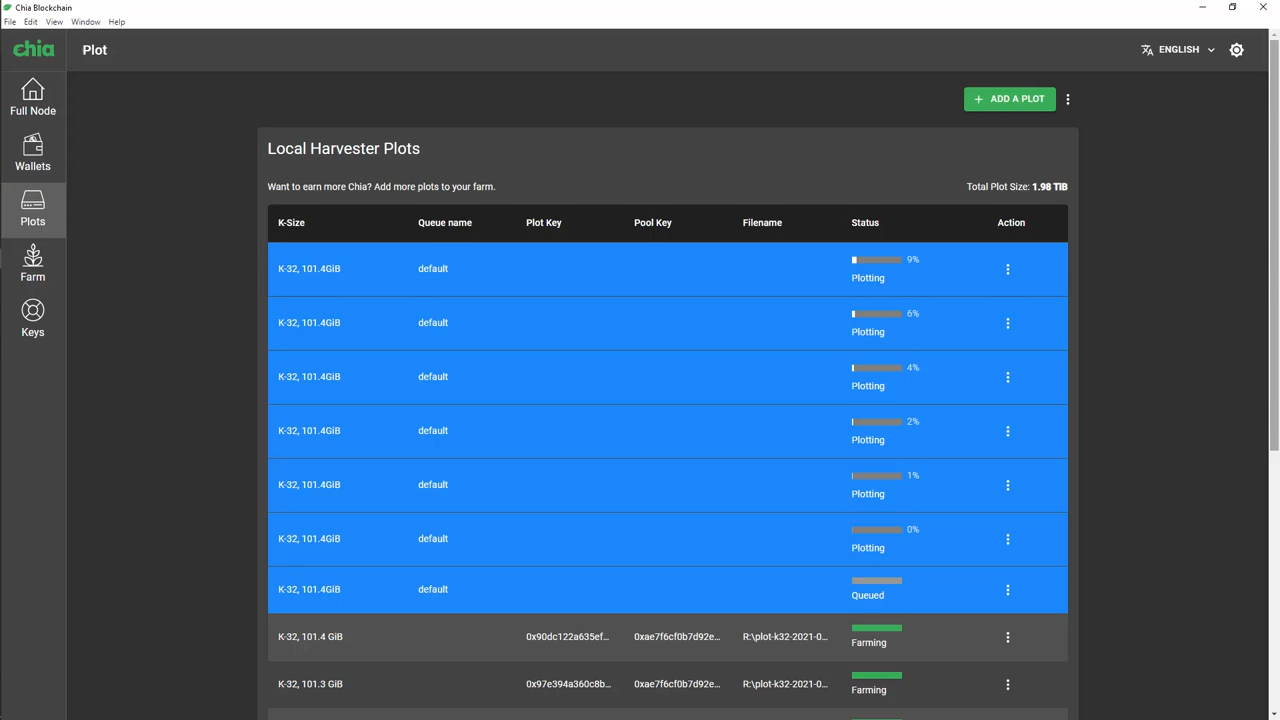 Chia Blockchain
File Edit View Window Help
chia
Plot
ENGLISH
Full Node
Wallets
Plots
Farm
Keys
+ ADD A PLOT
Local Harvester Plots
Want to earn more Chia? Add more plots to your farm.
Total Plot Size: 1.98 TiB
K-Size Queue name Plot Key Pool Key Filename Status Action
K-32, 101.4GiB default 9%
Plotting
K-32, 101.4GiB default 6%
Plotting
K-32, 101.4GiB default 4%
Plotting
K-32, 101.4GiB default 2%
Plotting
K-32, 101.4GiB default 1%
Plotting
K-32, 101.4GiB default 0%
Plotting
K-32, 101.4GiB default Queued
K-32, 101.4 GiB 0x90dc122a635ef... 0xae7f6cf0b7d92e... R:\plot-k32-2021-0... Farming
K-32, 101.3 GiB 0x97e394a360c8b... 0xae7f6cf0b7d92e... R:\plot-k32-2021-0... Farming